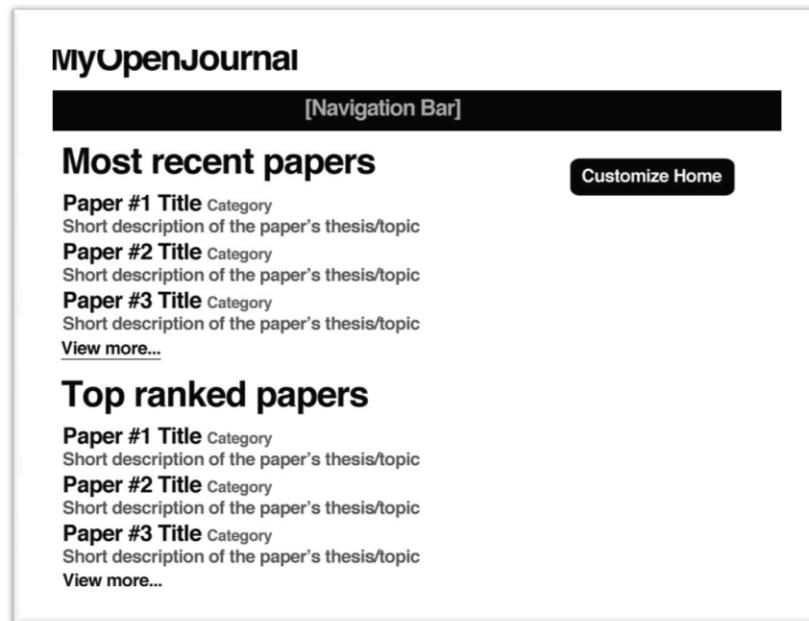 MyOpenJournal
[Navigation Bar]
Most recent papers
Customize Home
Paper #1 Title Category
Short description of the paper's thesis/topic
Paper #2 Title Category
Short description of the paper's thesis/topic
Paper #3 Title Category
Short description of the paper's thesis/topic
View more...
Top ranked papers
Paper #1 Title Category
Short description of the paper's thesis/topic
Paper #2 Title Category
Short description of the paper's thesis/topic
Paper #3 Title Category
Short description of the paper's thesis/topic
View more...